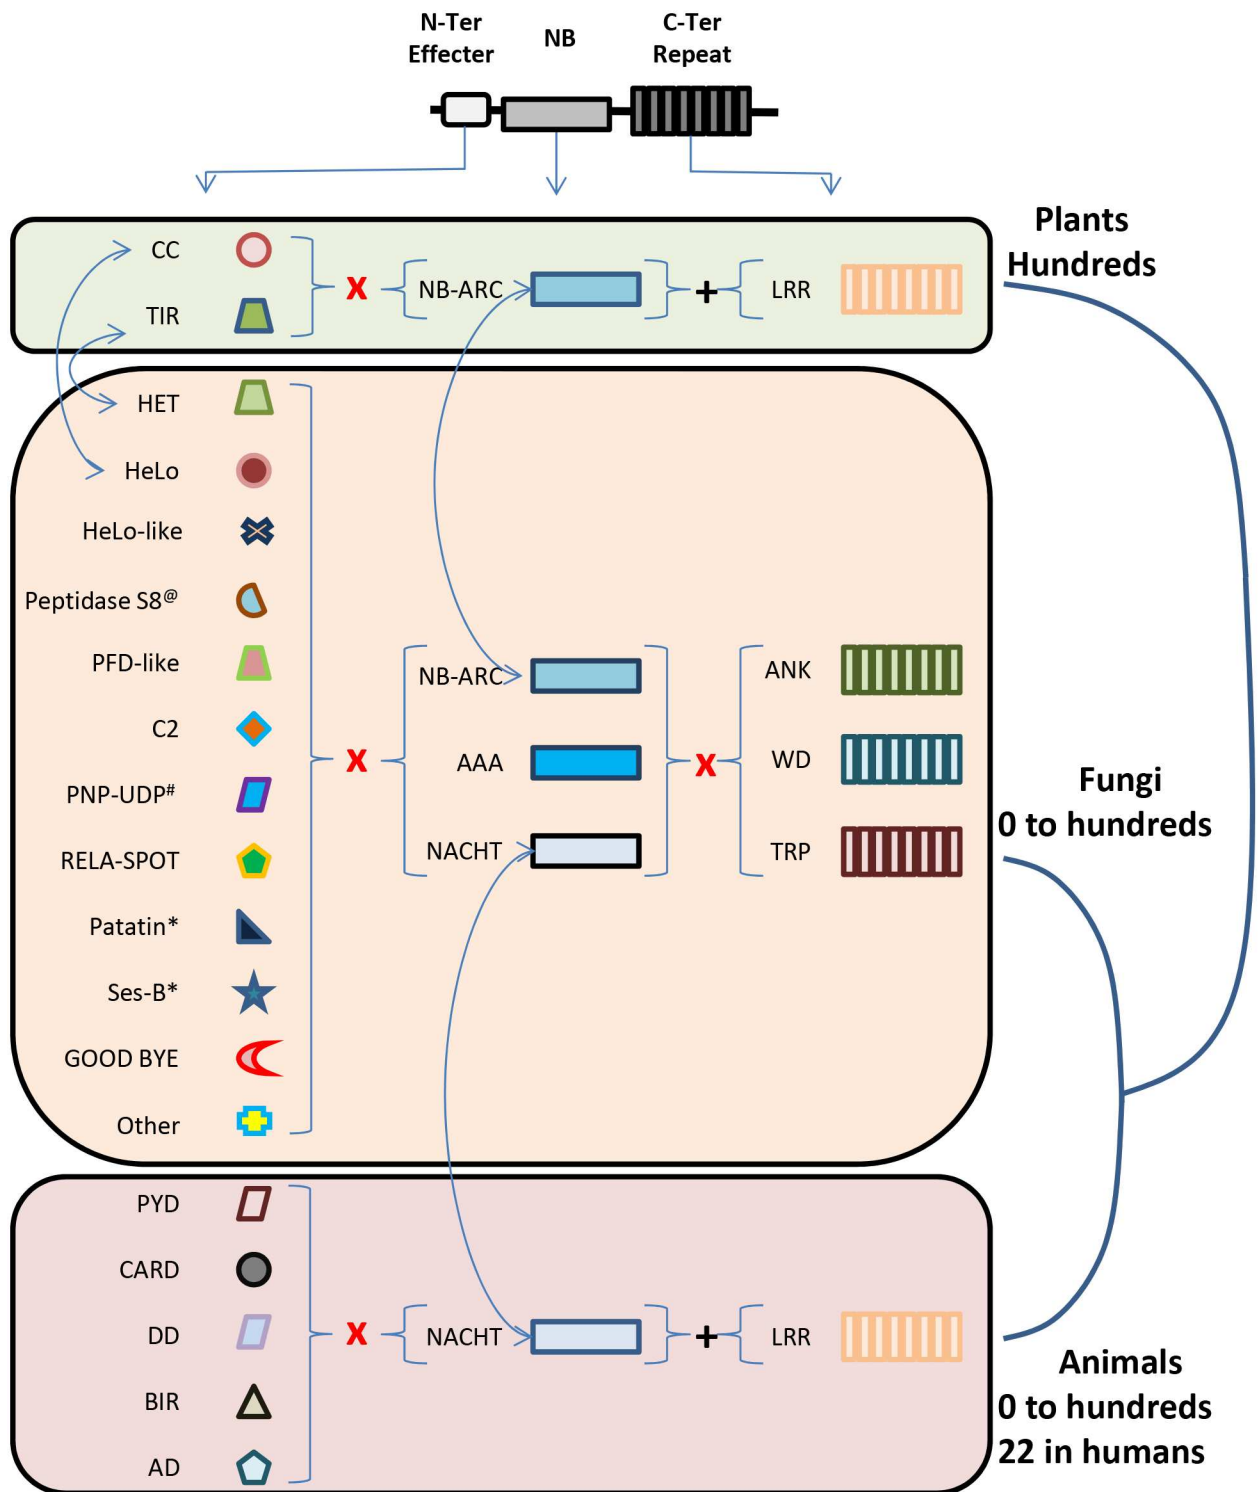 N-Ter
Effecter
NB
C-Ter
Repeat
Plants
Hundreds
CC
TIR
X
NB-ARC
+
LRR
HET
HeLo
HeLo-like
Peptidase S8@
PFD-like
C2
PNP-UDP#
RELA-SPOT
Patatin*
Ses-B*
GOOD BYE
Other
X
NB-ARC
AAA
NACHT
X
ANK
WD
TRP
Fungi
0 to hundreds
PYD
CARD
DD
BIR
AD
X
NACHT
+
LRR
Animals
0 to hundreds
22 in humans